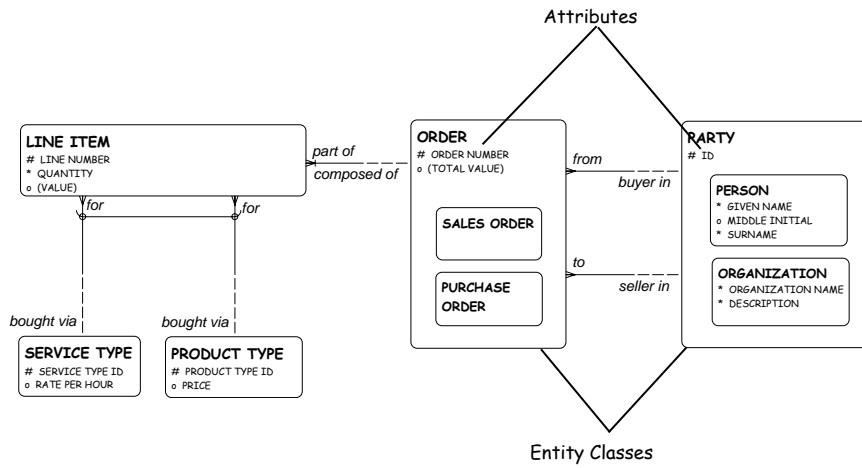 Attributes
LINE ITEM
# LINE NUMBER
* QUANTITY
o (VALUE)
part of
composed of
ORDER
# ORDER NUMBER
o (TOTAL VALUE)
SALES ORDER
PURCHASE
ORDER
from
buyer in
to
seller in
PARTY
# ID
PERSON
* GIVEN NAME
o MIDDLE INITIAL
* SURNAME
ORGANIZATION
* ORGANIZATION NAME
* DESCRIPTION
for
for
bought via
bought via
SERVICE TYPE
# SERVICE TYPE ID
o RATE PER HOUR
PRODUCT TYPE
# PRODUCT TYPE ID
o PRICE
Entity Classes